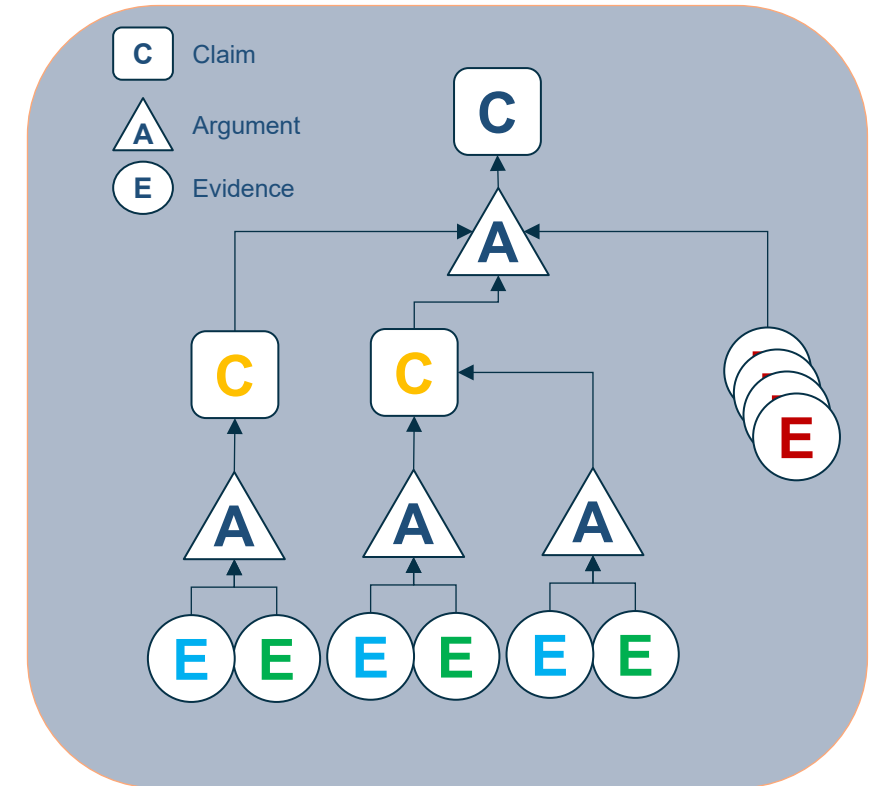 C Claim
A Argument
E Evidence
C
A
C C
E
A A A
E E E E E E